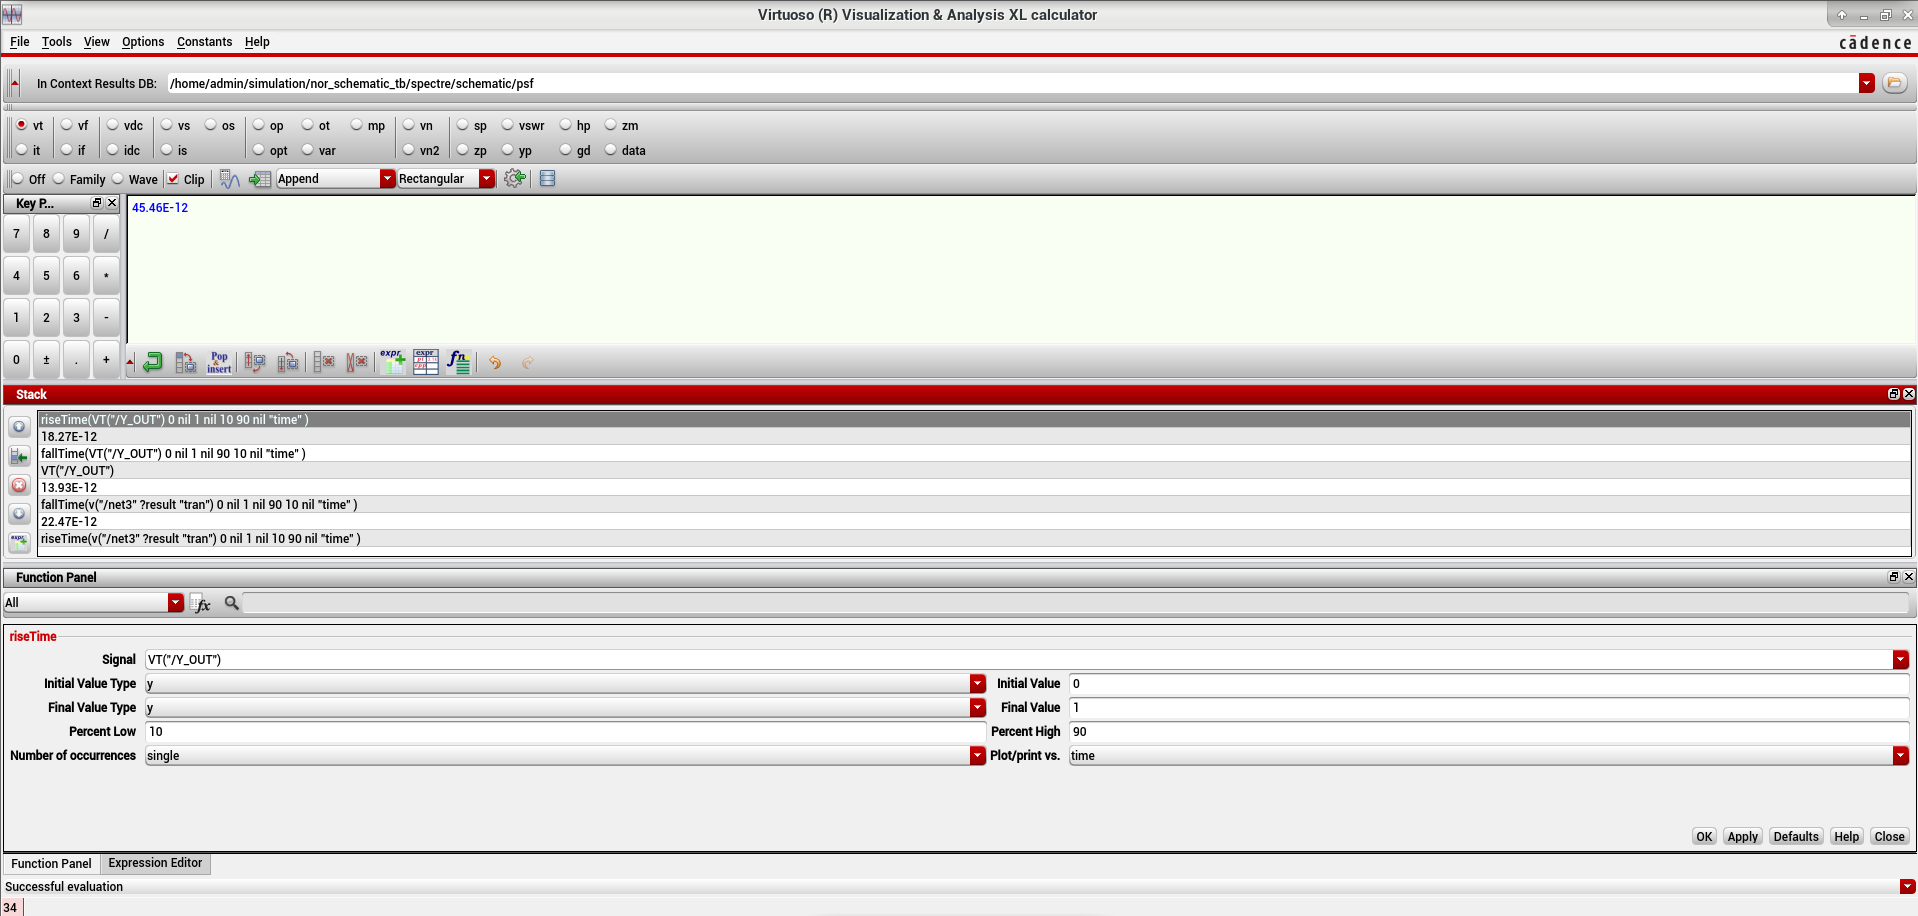 Virtuoso (R) Visualization & Analysis XL calculator
File Tools View Options Constants Help
cādence
In Context Results DB: /home/admin/simulation/nor_schematic_tb/spectre/schematic/psf
vt vf vdc vs os op ot mp vn sp vswr hp zm
it if idc is opt var vn2 zp yp gd data
Off Family Wave Clip Append Rectangular
Key P...
45.46E-12
7 8 9 /
4 5 6 *
1 2 3 -
0 ± . +
Pop & insert
expr
expr
fn
Stack
riseTime(VT("/Y_OUT") 0 nil 1 nil 10 90 nil "time" )
18.27E-12
fallTime(VT("/Y_OUT") 0 nil 1 nil 90 10 nil "time" )
VT("/Y_OUT")
13.93E-12
fallTime(v("/net3" ?result "tran") 0 nil 1 nil 90 10 nil "time" )
22.47E-12
riseTime(v("/net3" ?result "tran") 0 nil 1 nil 10 90 nil "time" )
expr
Function Panel
All
fx
riseTime
Signal VT("/Y_OUT")
Initial Value Type y Initial Value 0
Final Value Type y Final Value 1
Percent Low 10 Percent High 90
Number of occurrences single Plot/print vs. time
OK Apply Defaults Help Close
Function Panel Expression Editor
Successful evaluation
34